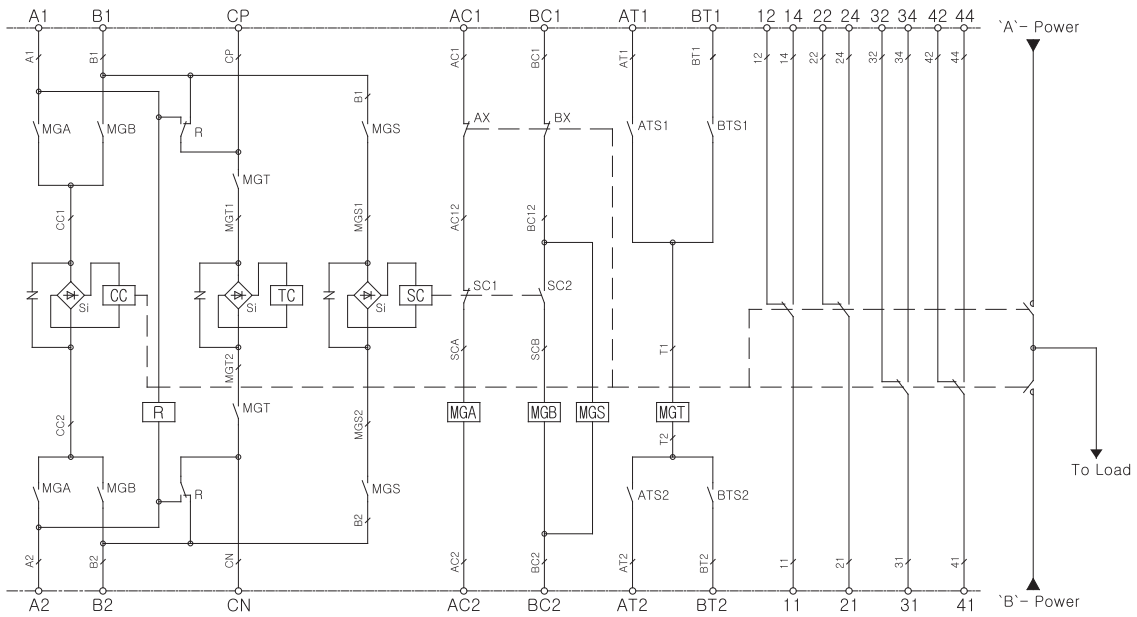 A1 B1 CP AC1 BC1 AT1 BT1 12 14 22 24 32 34 42 44
`A`- Power
A1 B1 CP AC1 BC1 AT1 BT1 12 14 22 24 32 34 42 44
B1
MGA MGB R MGS AX BX ATS1 BTS1
MGT
CC1 MGT1 MGS1 AC12 BC12
CC TC SC SC1 SC2
Si Si Si
MGT2 SCA SCB T1
R MGT MGA MGB MGS MGT
CC2 MGS2 T2
To Load
MGA MGB R MGS ATS2 BTS2
B2
A2 B2 CN AC2 BC2 AT2 BT2 11 21 31 41
A2 B2 CN AC2 BC2 AT2 BT2 11 21 31 41
`B`- Power